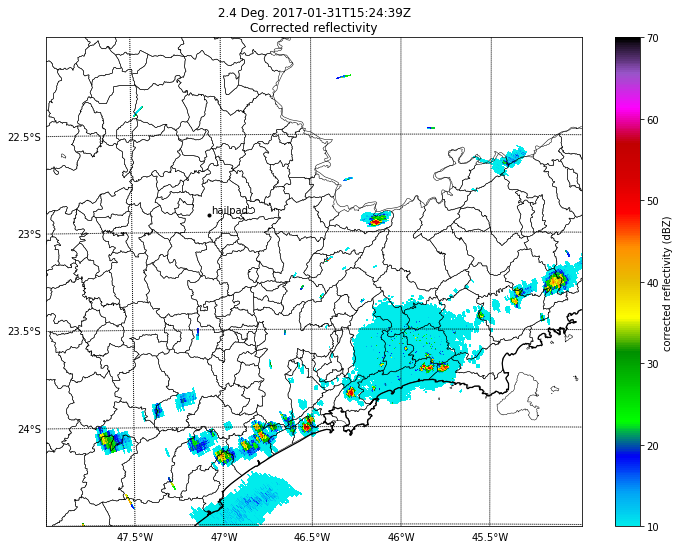 2.4 Deg. 2017-01-31T15:24:39Z
Corrected reflectivity
22.5°S
23°S
23.5°S
24°S
hailpad
47.5°W
47°W
46.5°W
46°W
45.5°W
70
60
50
40
30
20
10
corrected reflectivity (dBZ)